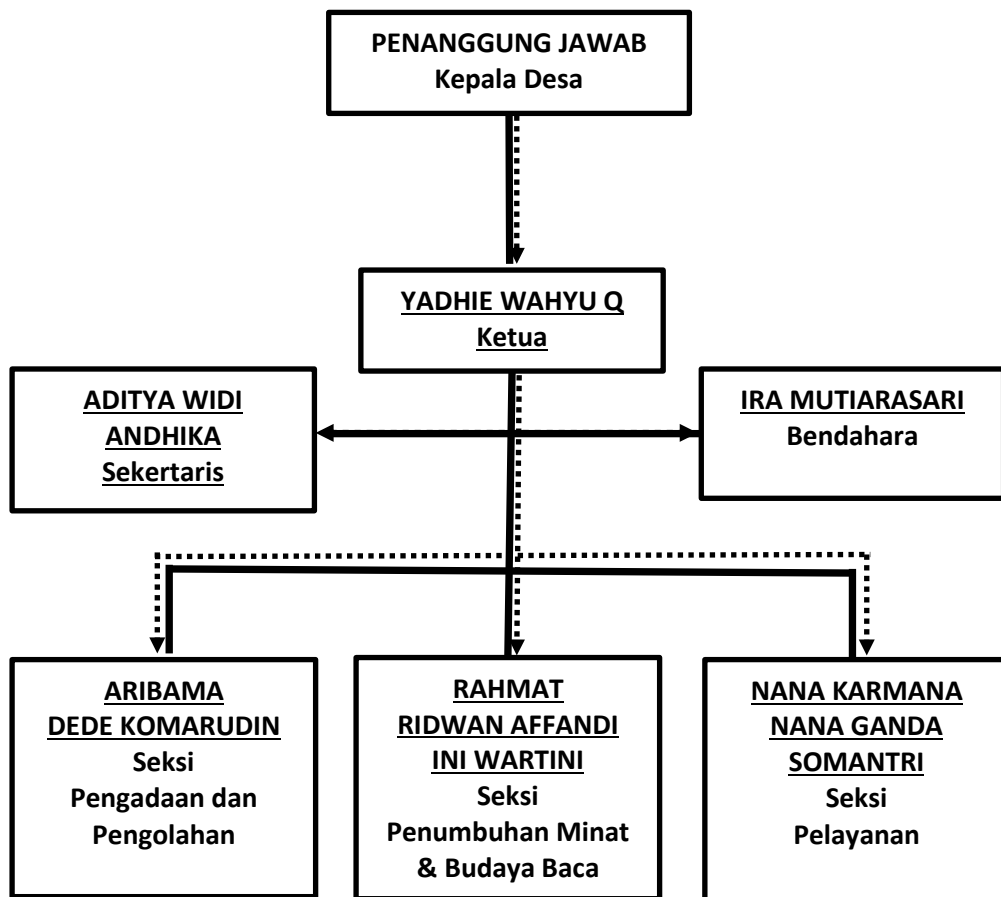 PENANGGUNG JAWAB
Kepala Desa
YADHIE WAHYU Q
Ketua
ADITYA WIDI
ANDHIKA
Sekertaris
IRA MUTIARASARI
Bendahara
ARIBAMA
DEDE KOMARUDIN
Seksi
Pengadaan dan
Pengolahan
RAHMAT
RIDWAN AFFANDI
INI WARTINI
Seksi
Penumbuhan Minat
& Budaya Baca
NANA KARMANA
NANA GANDA
SOMANTRI
Seksi
Pelayanan